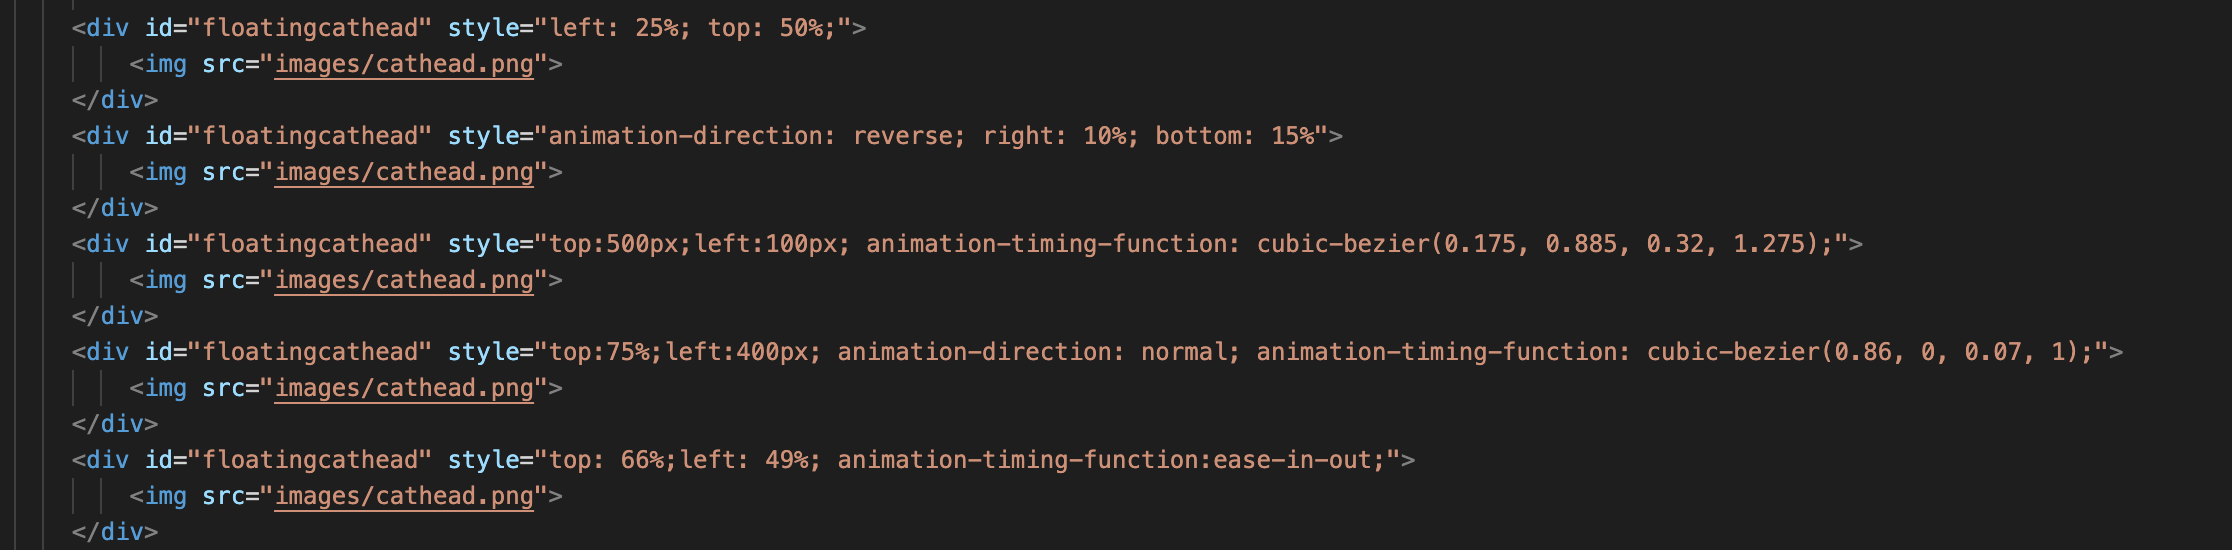 <div id="floatingcathead" style="left: 25%; top: 50%;">
<img src="images/cathead.png">
</div>
<div id="floatingcathead" style="animation-direction: reverse; right: 10%; bottom: 15%">
<img src="images/cathead.png">
</div>
<div id="floatingcathead" style="top:500px;left:100px; animation-timing-function: cubic-bezier(0.175, 0.885, 0.32, 1.275);">
<img src="images/cathead.png">
</div>
<div id="floatingcathead" style="top:75%;left:400px; animation-direction: normal; animation-timing-function: cubic-bezier(0.86, 0, 0.07, 1);">
<img src="images/cathead.png">
</div>
<div id="floatingcathead" style="top: 66%;left: 49%; animation-timing-function:ease-in-out;">
<img src="images/cathead.png">
</div>